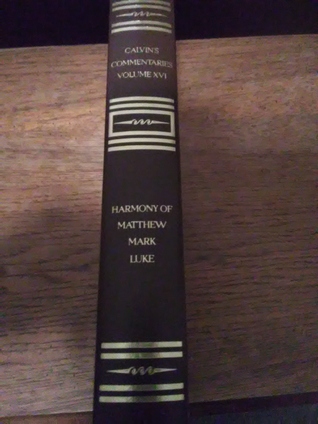 CALVIN'S
COMMENTARIES
VOLUME XVI
HARMONY OF
MATTHEW
MARK
LUKE